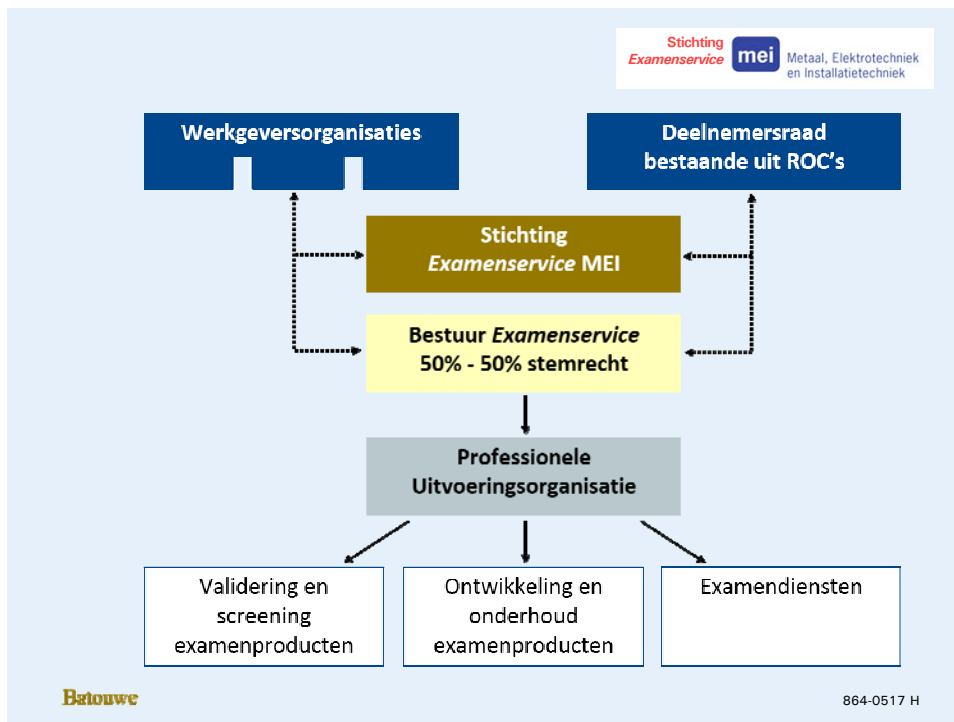 Stichting
Examenservice
mei
Metaal, Elektrotechniek
en Installatietechniek
Werkgeversorganisaties
Deelnemersraad
bestaande uit ROC's
Stichting
Examenservice MEI
Bestuur Examenservice
50% - 50% stemrecht
Professionele
Uitvoeringsorganisatie
Validering en
screening
examenproducten
Ontwikkeling en
onderhoud
examenproducten
Examendiensten
Batouwe
864-0517 H